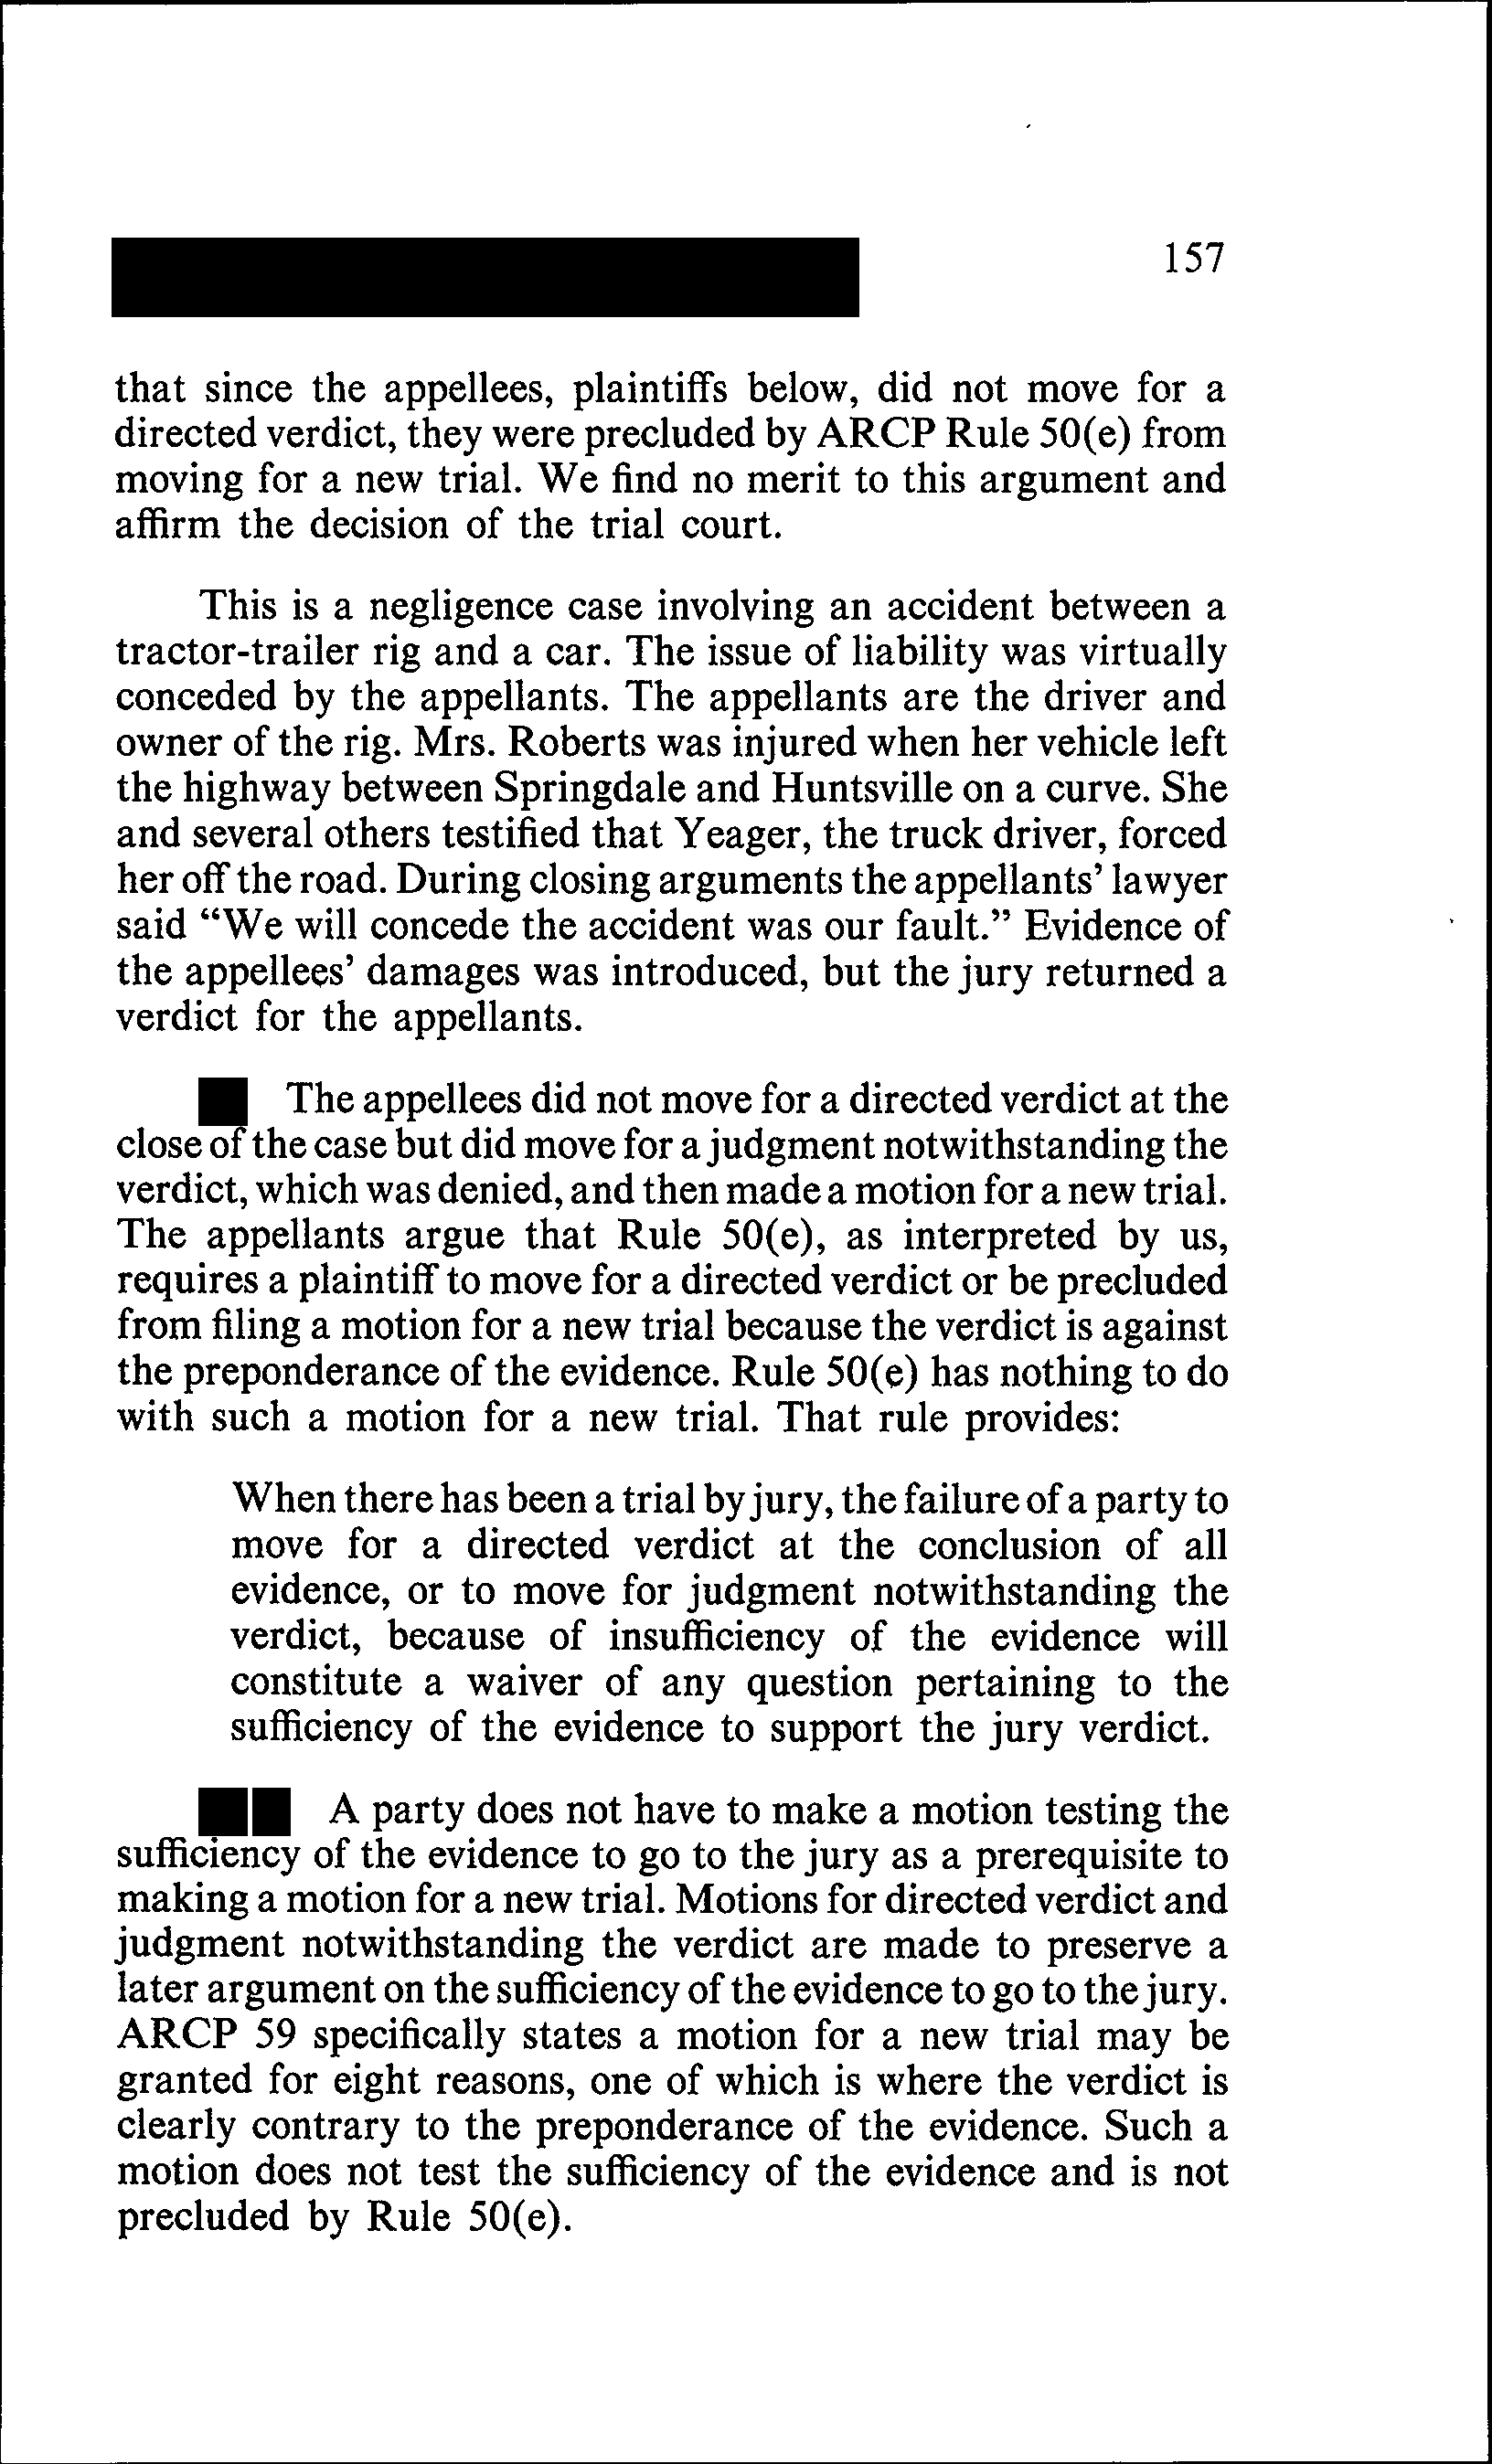 157
that since the appellees, plaintiffs below, did not move for a
directed verdict, they were precluded by ARCP Rule 50(e) from
moving for a new trial. We find no merit to this argument and
affirm the decision of the trial court.
This is a negligence case involving an accident between a
tractor-trailer rig and a car. The issue of liability was virtually
conceded by the appellants. The appellants are the driver and
owner of the rig. Mrs. Roberts was injured when her vehicle left
the highway between Springdale and Huntsville on a curve. She
and several others testified that Yeager, the truck driver, forced
her off the road. During closing arguments the appellants' lawyer
said “We will concede the accident was our fault.” Evidence of
the appellees' damages was introduced, but the jury returned a
verdict for the appellants.
The appellees did not move for a directed verdict at the
close of the case but did move for a judgment notwithstanding the
verdict, which was denied, and then made a motion for a new trial.
The appellants argue that Rule 50(e), as interpreted by us,
requires a plaintiff to move for a directed verdict or be precluded
from filing a motion for a new trial because the verdict is against
the preponderance of the evidence. Rule 50(e) has nothing to do
with such a motion for a new trial. That rule provides:
When there has been a trial by jury, the failure of a party to
move for a directed verdict at the conclusion of all
evidence, or to move for judgment notwithstanding the
verdict, because of insufficiency of the evidence will
constitute a waiver of any question pertaining to the
sufficiency of the evidence to support the jury verdict.
A party does not have to make a motion testing the
sufficiency of the evidence to go to the jury as a prerequisite to
making a motion for a new trial. Motions for directed verdict and
judgment notwithstanding the verdict are made to preserve a
later argument on the sufficiency of the evidence to go to the jury.
ARCP 59 specifically states a motion for a new trial may be
granted for eight reasons, one of which is where the verdict is
clearly contrary to the preponderance of the evidence. Such a
motion does not test the sufficiency of the evidence and is not
precluded by Rule 50(e).